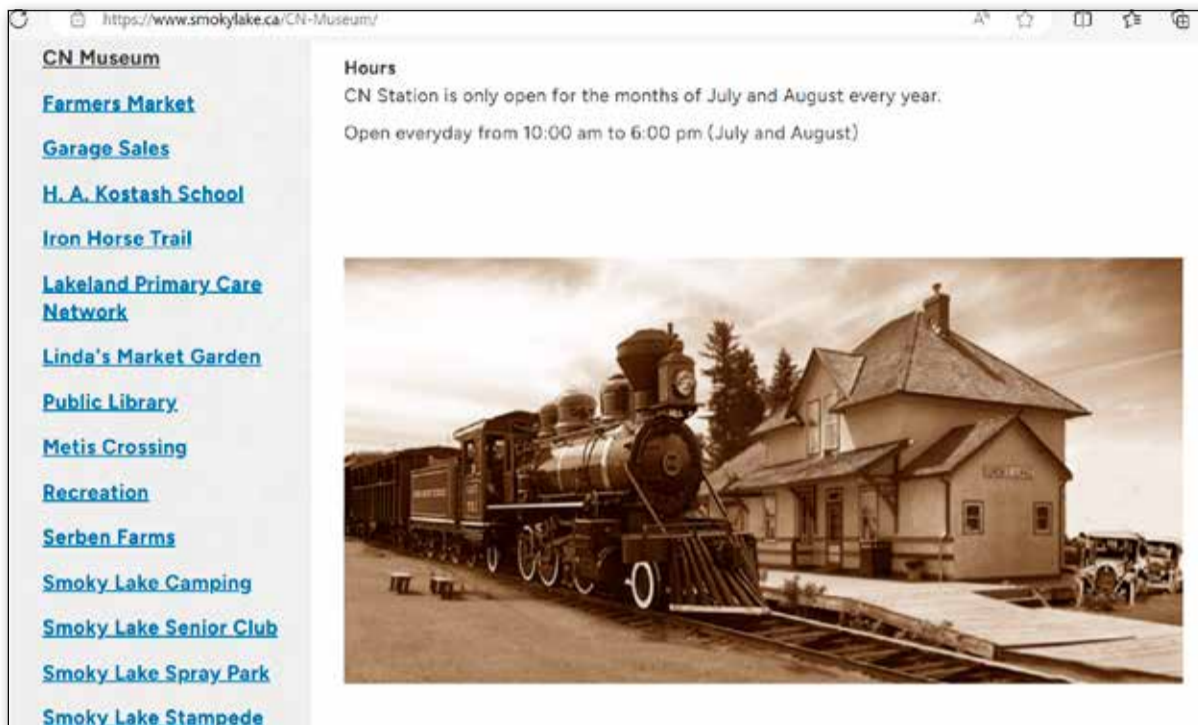 https://www.smokylake.ca/CN-Museum/
CN Museum
Farmers Market
Garage Sales
H. A. Kostash School
Iron Horse Trail
Lakeland Primary Care
Network
Linda's Market Garden
Public Library
Metis Crossing
Recreation
Serben Farms
Smoky Lake Camping
Smoky Lake Senior Club
Smoky Lake Spray Park
Smoky Lake Stampede
Hours
CN Station is only open for the months of July and August every year.
Open everyday from 10:00 am to 6:00 pm (July and August)
SMOKY LAKE